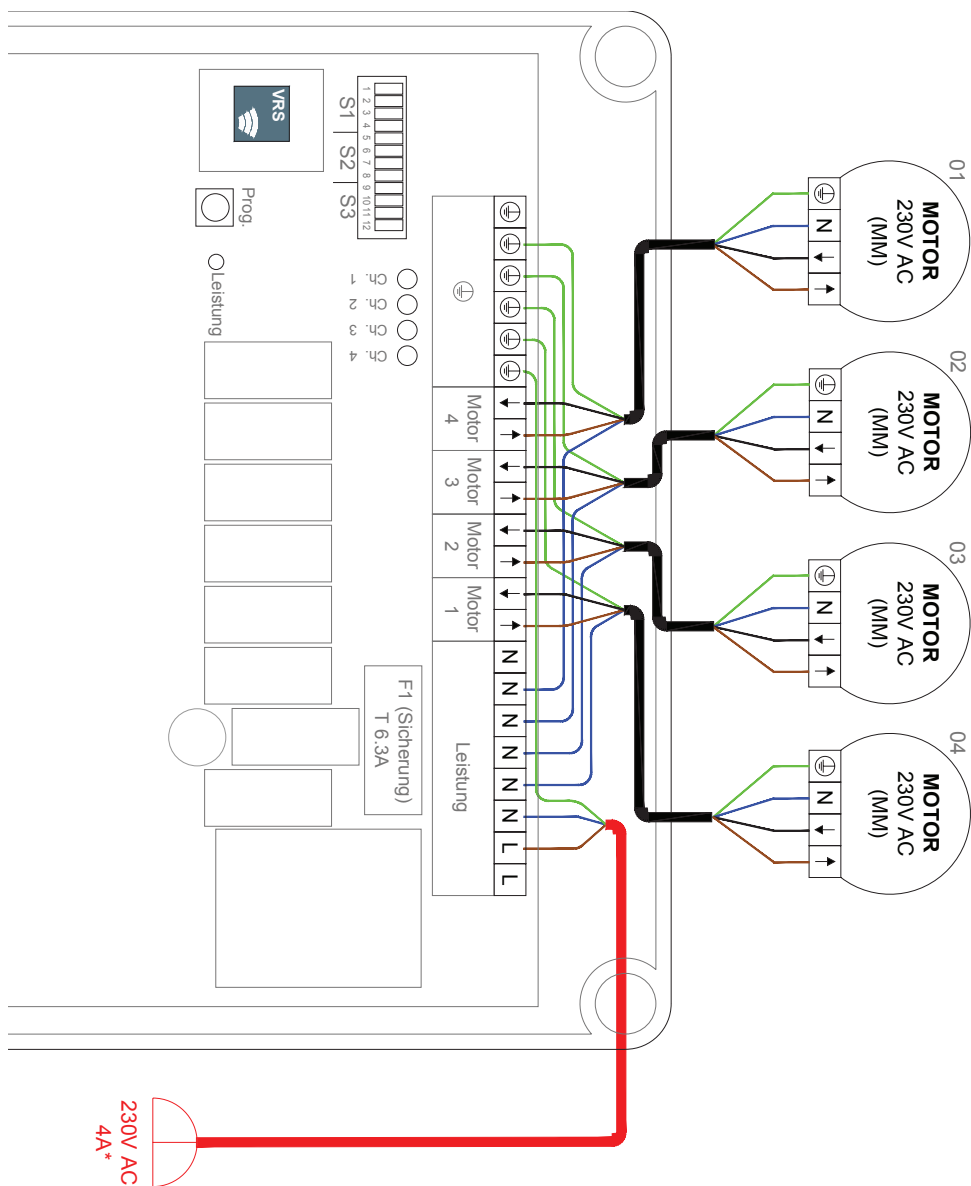 VRS
1
2
3
4
5
6
7
8
9
10
11
12
S1
S2
S3
Prog.
Leistung
Ch. 1
Ch. 2
Ch. 3
Ch. 4
Motor
4
Motor
3
Motor
2
Motor
1
Leistung
N
N
N
N
N
N
L
L
F1 (Sicherung)
T 6.3A
01
MOTOR
230V AC
(MM)
N
02
MOTOR
230V AC
(MM)
N
03
MOTOR
230V AC
(MM)
N
04
MOTOR
230V AC
(MM)
N
230V AC
4A*